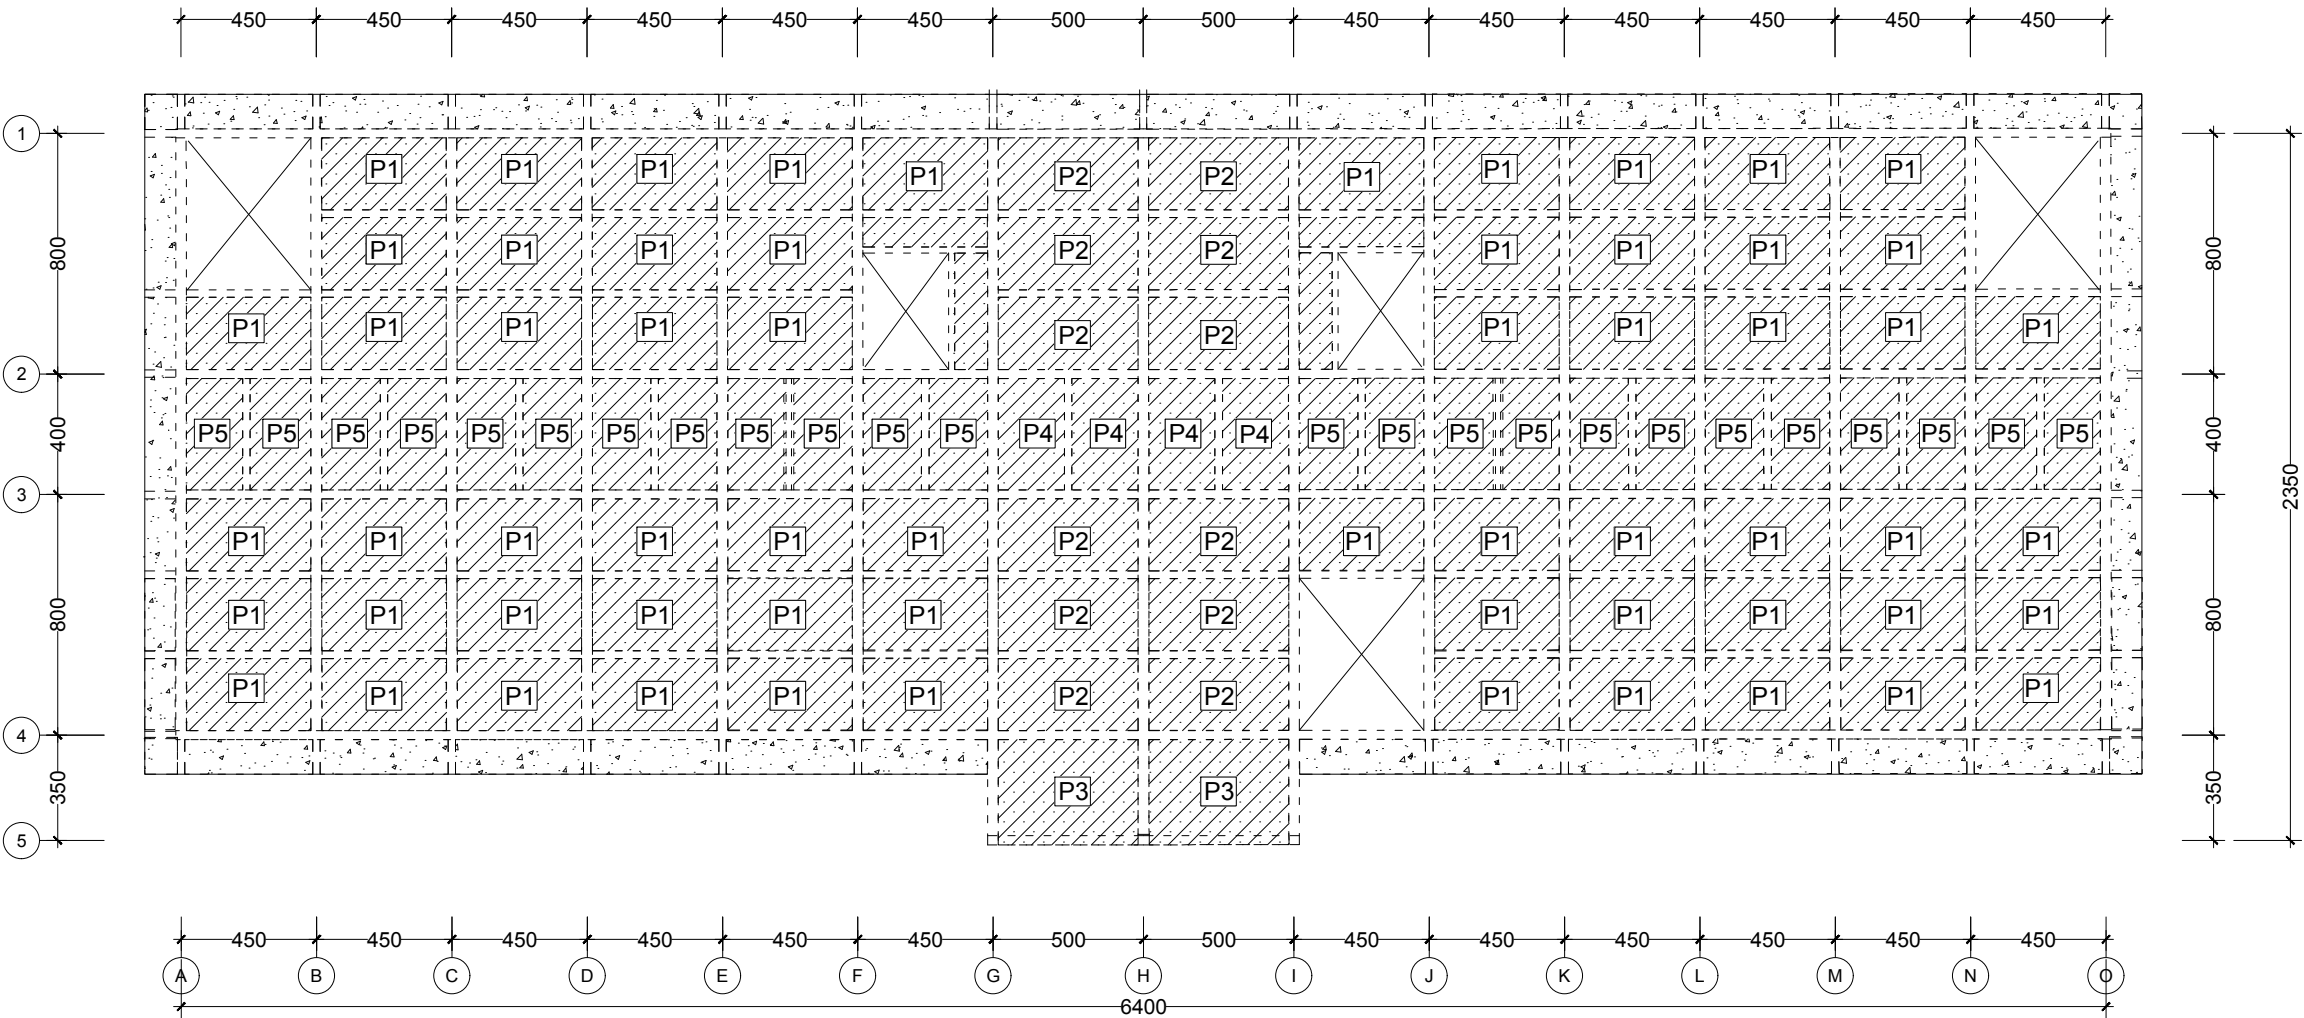 450 450 450 450 450 450 500 500 450 450 450 450 450 450
1
P1 P1 P1 P1 P1 P2 P2 P1 P1 P1 P1 P1
800 P1 P1 P1 P1 P2 P2 P1 P1 P1 P1 800
P1 P1 P1 P1 P1 P2 P2 P1 P1 P1 P1 P1
2
400 P5 P5 P5 P5 P5 P5 P5 P5 P5 P5 P5 P5 P4 P4 P4 P4 P5 P5 P5 P5 P5 P5 P5 P5 P5 P5 P5 P5 400
3 2350
P1 P1 P1 P1 P1 P1 P2 P2 P1 P1 P1 P1 P1 P1
800 P1 P1 P1 P1 P1 P1 P2 P2 P1 P1 P1 P1 P1 800
P1 P1 P1 P1 P1 P1 P2 P2 P1 P1 P1 P1 P1
4
350 P3 P3 350
5
450 450 450 450 450 450 500 500 450 450 450 450 450 450
A B C D E F G H I J K L M N O
6400